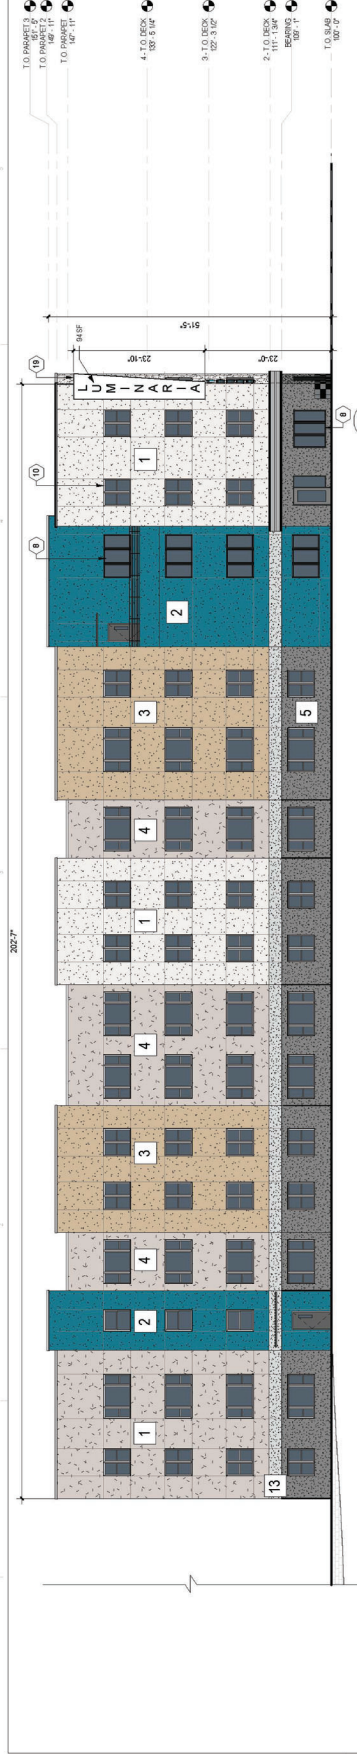 202'-7"
8
10
19
94 SF
LUMINARIA
23'-10"
51'-5"
23'-0"
1
2
4
3
4
1
4
3
2
1
13
5
8
T.O. PARAPET 3
151' - 5"
T.O. PARAPET 2
149' - 11"
T.O. PARAPET
147' - 11"
4 - T.O. DECK
133' - 5 1/4"
3 - T.O. DECK
122' - 3 1/2"
2 - T.O. DECK
111' - 1 3/4"
BEARING
109' - 1"
T.O. SLAB
100' - 0"